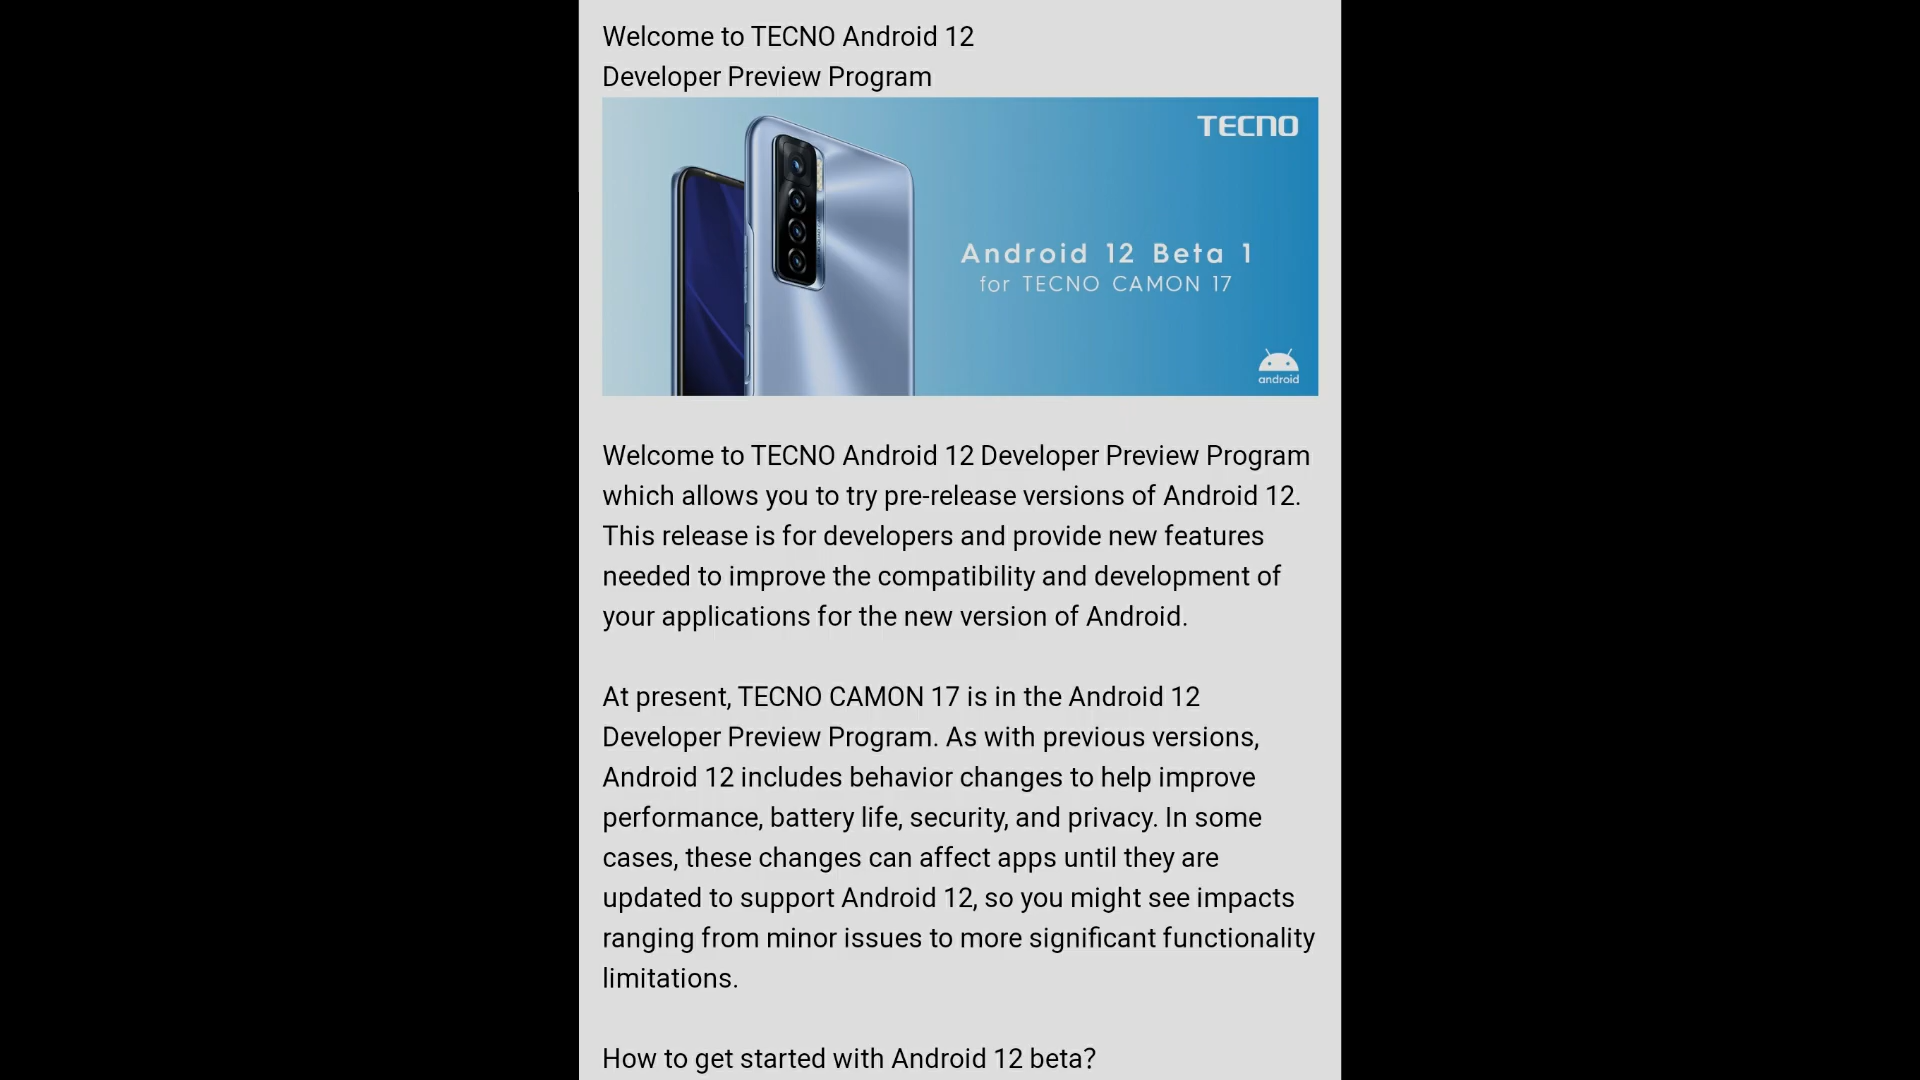 Welcome to TECNO Android 12
Developer Preview Program
TECNO
Android 12 Beta 1
for TECNO CAMON 17
android
Welcome to TECNO Android 12 Developer Preview Program
which allows you to try pre-release versions of Android 12.
This release is for developers and provide new features
needed to improve the compatibility and development of
your applications for the new version of Android.
At present, TECNO CAMON 17 is in the Android 12
Developer Preview Program. As with previous versions,
Android 12 includes behavior changes to help improve
performance, battery life, security, and privacy. In some
cases, these changes can affect apps until they are
updated to support Android 12, so you might see impacts
ranging from minor issues to more significant functionality
limitations.
How to get started with Android 12 beta?